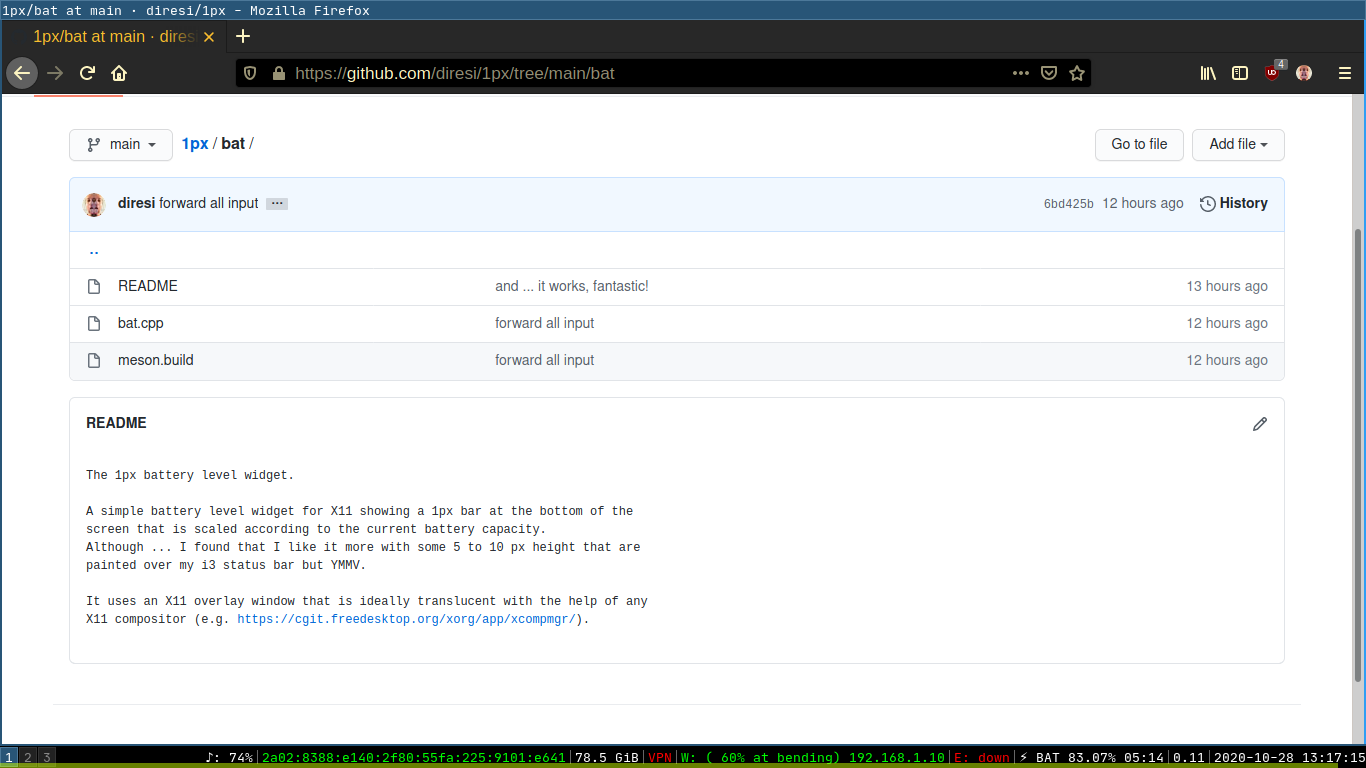 1px/bat at main · diresi/1px - Mozilla Firefox
1px/bat at main · dires
https://github.com/diresi/1px/tree/main/bat
4
main
1px / bat /
Go to file
Add file
diresi forward all input ...
6bd425b 12 hours ago History
..
README and ... it works, fantastic! 13 hours ago
bat.cpp forward all input 12 hours ago
meson.build forward all input 12 hours ago
README
The 1px battery level widget.
A simple battery level widget for X11 showing a 1px bar at the bottom of the
screen that is scaled according to the current battery capacity.
Although ... I found that I like it more with some 5 to 10 px height that are
painted over my i3 status bar but YMMV.
It uses an X11 overlay window that is ideally translucent with the help of any
X11 compositor (e.g. https://cgit.freedesktop.org/xorg/app/xcompmgr/).
1 2 3 ♪: 74%|2a02:8388:e140:2f80:55fa:225:9101:e641|78.5 GiB|VPN|W: ( 60% at bending) 192.168.1.10|E: down|⚡ BAT 83.07% 05:14|0.11|2020-10-28 13:17:15